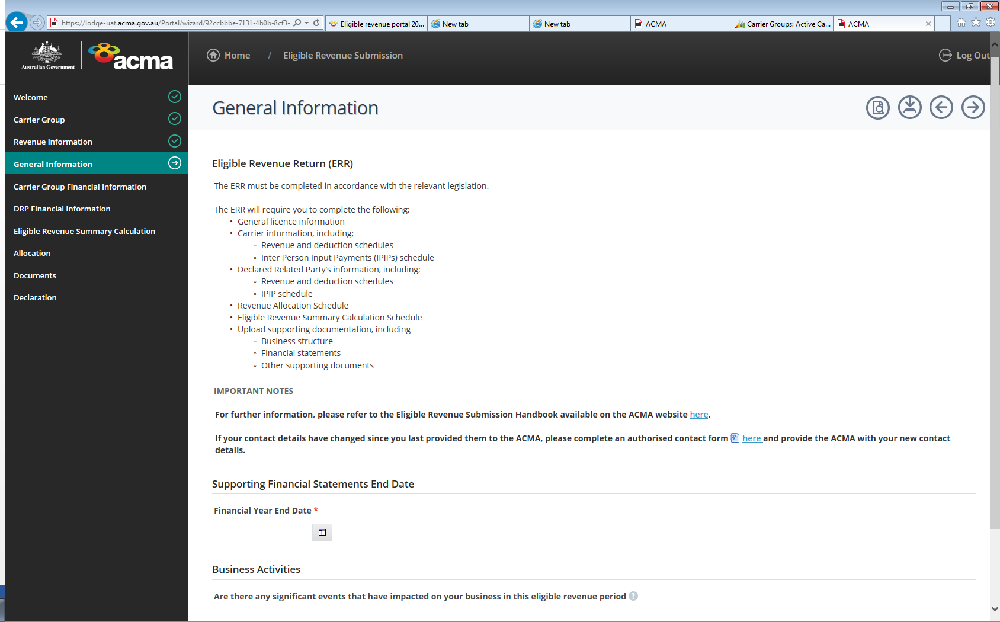 https://lodge-uat.acma.gov.au/Portal/wizard/92ccbbbe-7131-4b0b-8cf3-
Eligible revenue portal 20...
New tab
New tab
ACMA
Carrier Groups: Active Ca...
ACMA
Australian Government
acma
Home / Eligible Revenue Submission
Log Out
Welcome
Carrier Group
Revenue Information
General Information
Carrier Group Financial Information
DRP Financial Information
Eligible Revenue Summary Calculation
Allocation
Documents
Declaration
General Information
Eligible Revenue Return (ERR)
The ERR must be completed in accordance with the relevant legislation.
The ERR will require you to complete the following;
• General licence information
• Carrier information, including;
◦ Revenue and deduction schedules
◦ Inter Person Input Payments (IPIPs) schedule
• Declared Related Party’s information, including;
◦ Revenue and deduction schedules
◦ IPIP schedule
• Revenue Allocation Schedule
• Eligible Revenue Summary Calculation Schedule
• Upload supporting documentation, including
◦ Business structure
◦ Financial statements
◦ Other supporting documents
IMPORTANT NOTES
For further information, please refer to the Eligible Revenue Submission Handbook available on the ACMA website here.
If your contact details have changed since you last provided them to the ACMA, please complete an authorised contact form here and provide the ACMA with your new contact
details.
Supporting Financial Statements End Date
Financial Year End Date *
Business Activities
Are there any significant events that have impacted on your business in this eligible revenue period ?